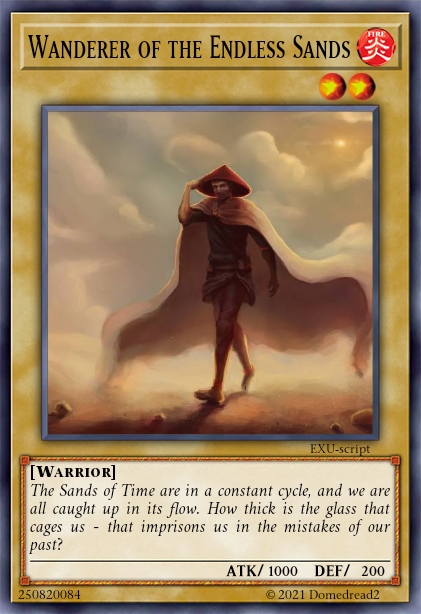 Wanderer of the Endless Sands
FIRE
炎
EXU-script
[Warrior]
The Sands of Time are in a constant cycle, and we are
all caught up in its flow. How thick is the glass that
cages us - that imprisons us in the mistakes of our
past?
ATK/ 1000 DEF/ 200
250820084
© 2021 Domedread2